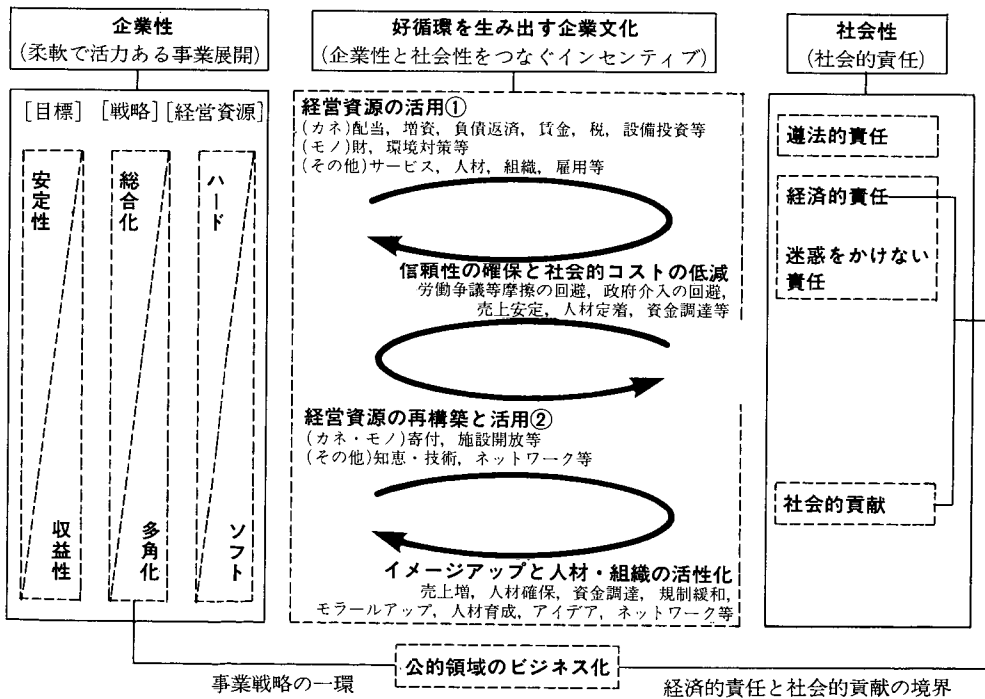 企業性
(柔軟で活力ある事業展開)
好循環を生み出す企業文化
(企業性と社会性をつなぐインセンティブ)
社会性
(社会的責任)
[目標] [戦略] [経営資源]
安定性
収益性
総合化
多角化
ハード
ソフト
経営資源の活用①
(カネ)配当，増資，負債返済，賃金，税，設備投資等
(モノ)財，環境対策等
(その他)サービス，人材，組織，雇用等
信頼性の確保と社会的コストの低減
労働争議等摩擦の回避，政府介入の回避，
売上安定，人材定着，資金調達等
経営資源の再構築と活用②
(カネ・モノ)寄付，施設開放等
(その他)知恵・技術，ネットワーク等
イメージアップと人材・組織の活性化
売上増，人材確保，資金調達，規制緩和，
モラールアップ，人材育成，アイデア，ネットワーク等
遵法的責任
経済的責任
迷惑をかけない
責任
社会的貢献
公的領域のビジネス化
事業戦略の一環
経済的責任と社会的貢献の境界